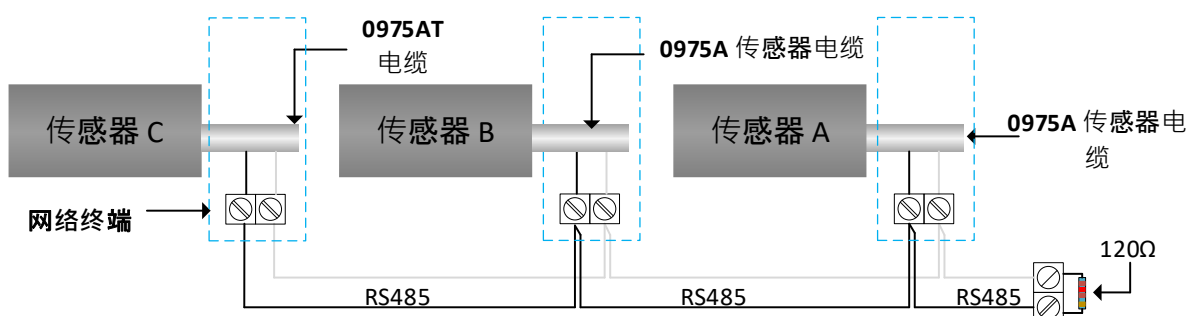 0975AT
电缆
0975A 传感器电缆
传感器 C
传感器 B
传感器 A
0975A 传感器电
缆
网络终端
120Ω
RS485
RS485
RS485